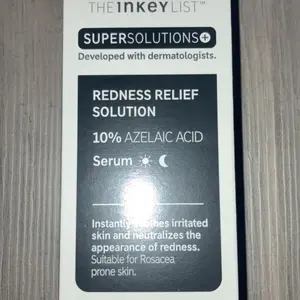 THE INKEY LIST™
SUPERSOLUTIONS+
Developed with dermatologists.
REDNESS RELIEF
SOLUTION
10% AZELAIC ACID
Serum
Instantly soothes irritated
skin and neutralizes the
appearance of redness.
Suitable for Rosacea
prone skin.